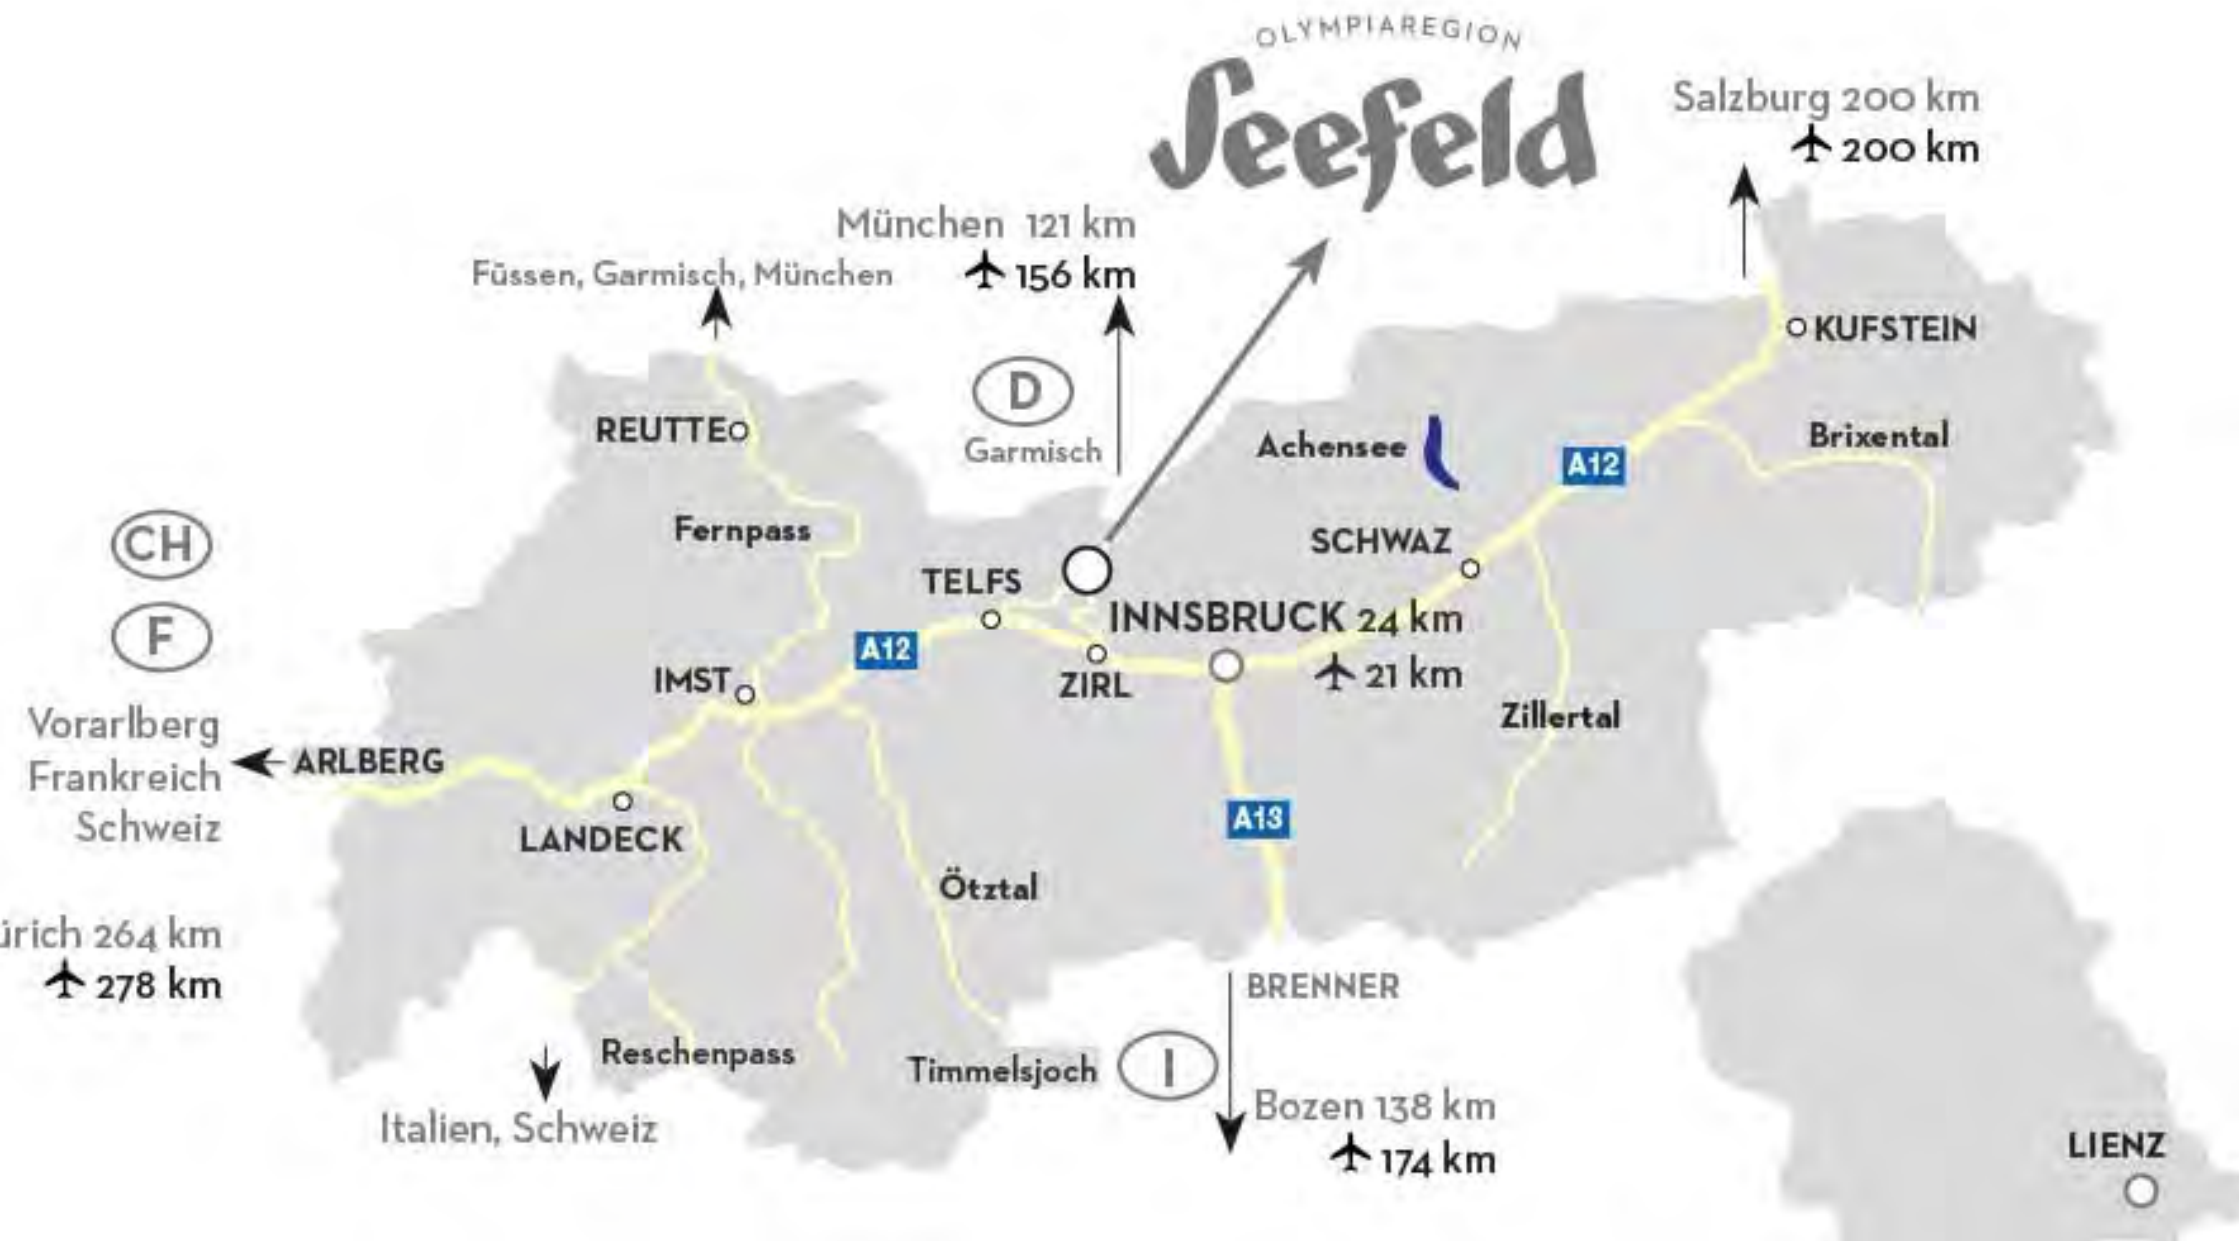 OLYMPIAREGION
Seefeld
Salzburg 200 km
200 km
München 121 km
156 km
Füssen, Garmisch, München
D
Garmisch
KUFSTEIN
REUTTE
Achensee
Brixental
A12
Fernpass
CH
SCHWAZ
TELFS
INNSBRUCK 24 km
21 km
F
A12
IMST
ZIRL
Zillertal
Vorarlberg
Frankreich
Schweiz
ARLBERG
LANDECK
A13
Ötztal
ürich 264 km
278 km
BRENNER
Reschenpass
Timmelsjoch
I
Italien, Schweiz
Bozen 138 km
174 km
LIENZ